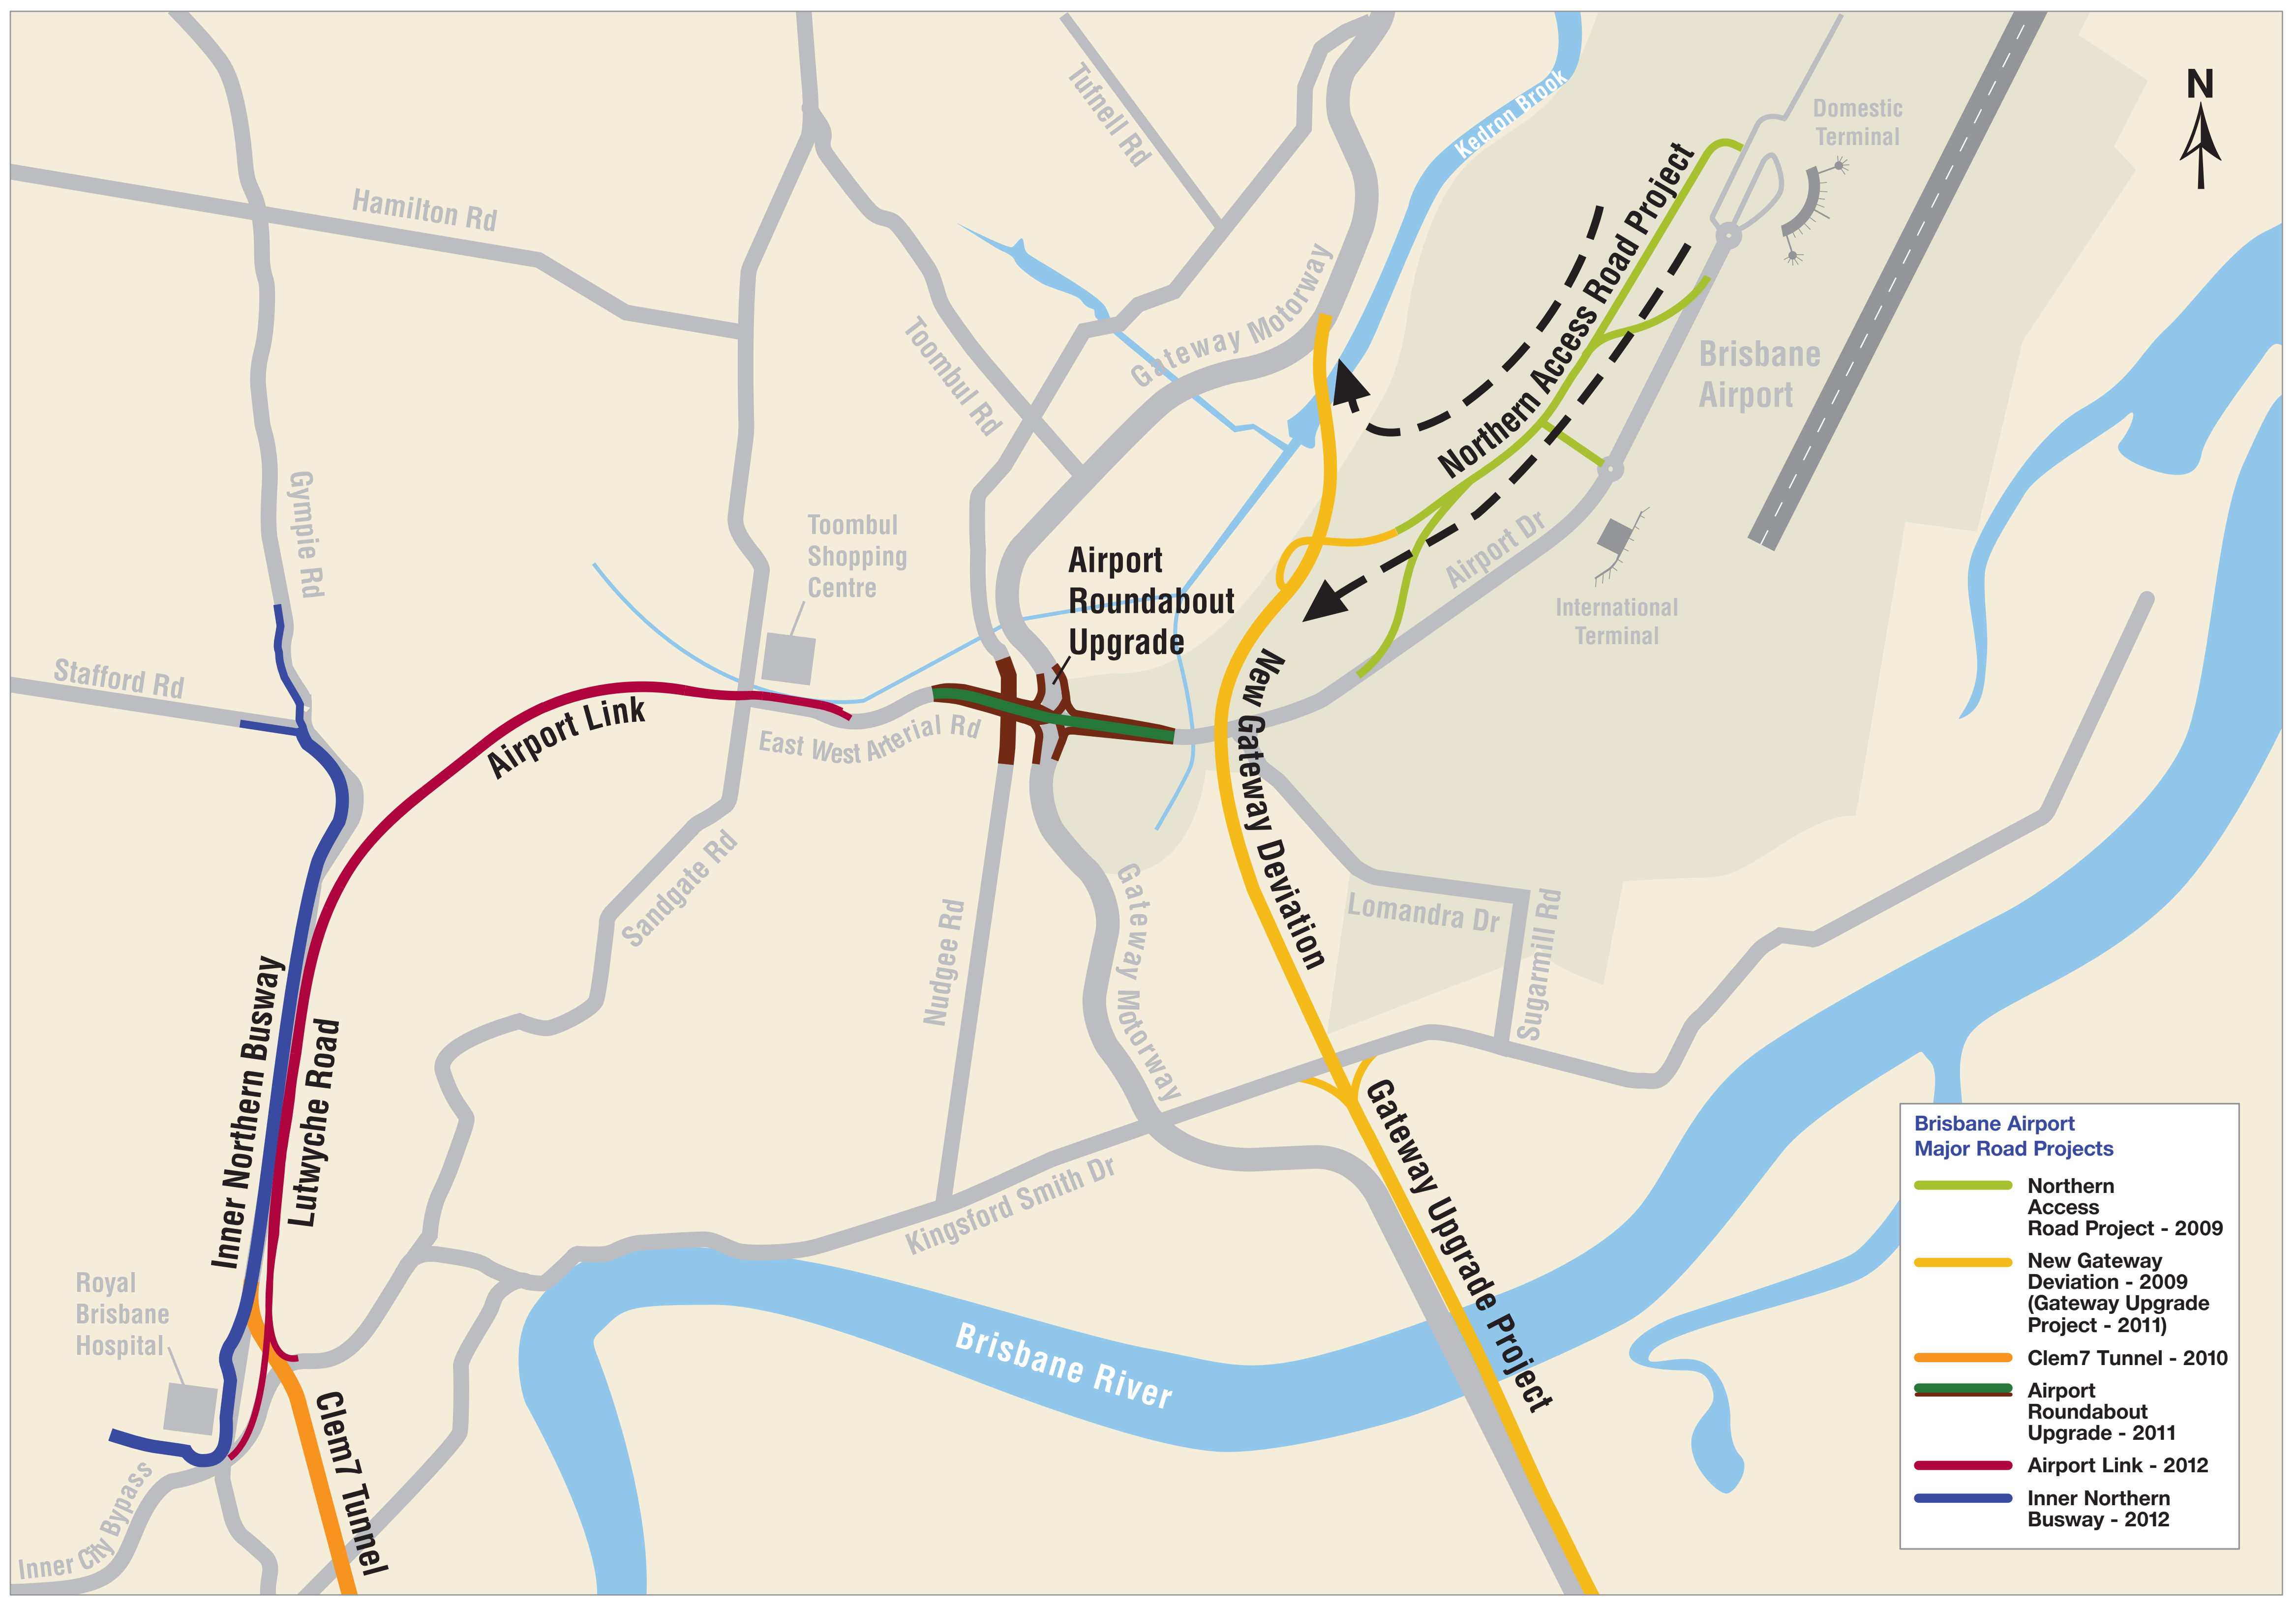 N
Domestic
Terminal
Tufnell Rd
Kedron Brook
Hamilton Rd
Northern Access Road Project
Gateway Motorway
Toombul Rd
Brisbane
Airport
Gympie Rd
Toombul
Shopping
Centre
Airport
Roundabout
Upgrade
Airport Dr
International
Terminal
Stafford Rd
Airport Link
East West Arterial Rd
New Gateway Deviation
Sandgate Rd
Nudgee Rd
Gateway Motorway
Lomandra Dr
Sugarmill Rd
Inner Northern Busway
Lutwyche Road
Kingsford Smith Dr
Gateway Upgrade Project
Royal
Brisbane
Hospital
Brisbane River
Clem7 Tunnel
Inner City Bypass
Brisbane Airport
Major Road Projects
Northern
Access
Road Project - 2009
New Gateway
Deviation - 2009
(Gateway Upgrade
Project - 2011)
Clem7 Tunnel - 2010
Airport
Roundabout
Upgrade - 2011
Airport Link - 2012
Inner Northern
Busway - 2012